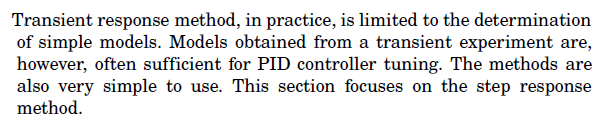 Transient response method, in practice, is limited to the determination
of simple models. Models obtained from a transient experiment are,
however, often sufficient for PID controller tuning. The methods are
also very simple to use. This section focuses on the step response
method.